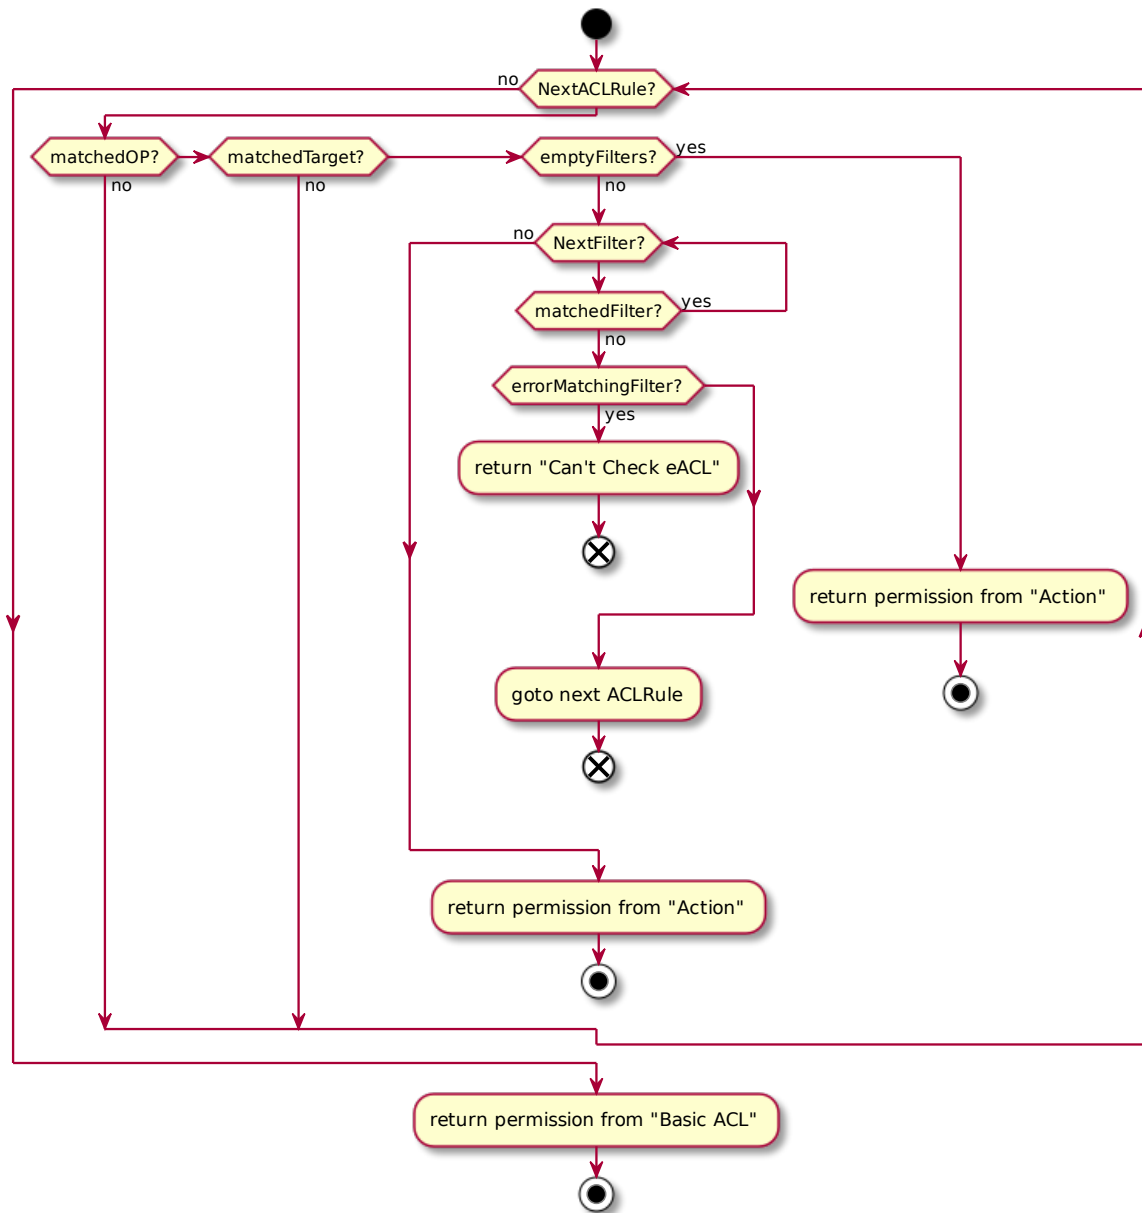 no
NextACLRule?
matchedOP?
matchedTarget?
emptyFilters?
yes
no
no
no
no
NextFilter?
matchedFilter?
yes
no
errorMatchingFilter?
yes
return "Can't Check eACL"
return permission from "Action"
goto next ACLRule
return permission from "Action"
return permission from "Basic ACL"